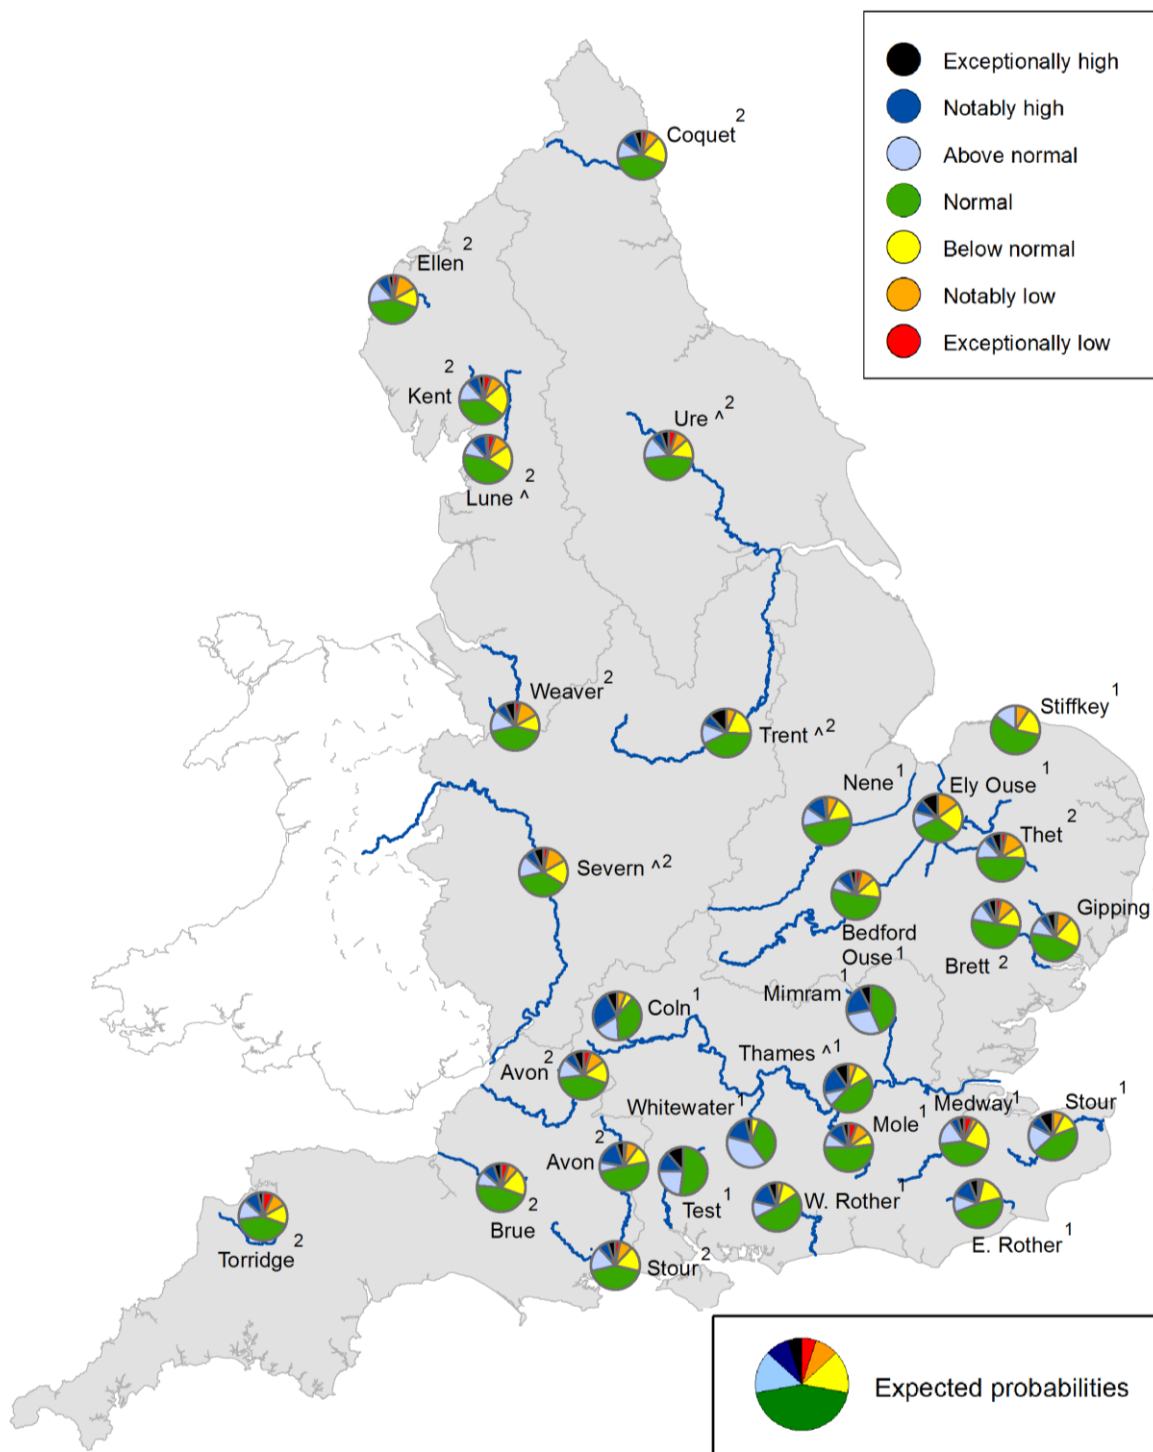 Exceptionally high
Notably high
Above normal
Normal
Below normal
Notably low
Exceptionally low
Coquet 2
Ellen 2
Kent 2
Ure ^ 2
Lune ^ 2
Weaver 2
Trent ^ 2
Stiffkey 1
Nene 1
Ely Ouse 1
Thet 2
Severn ^ 2
Gipping
Bedford
Ouse 1
Brett 2
Mimram 1
Coln 1
Thames ^ 1
Avon 2
Whitewater 1
Medway 1
Stour 1
Mole 1
Avon 2
Test 1
W. Rother 1
Brue 2
E. Rother 1
Torridge 2
Stour 2
Expected probabilities